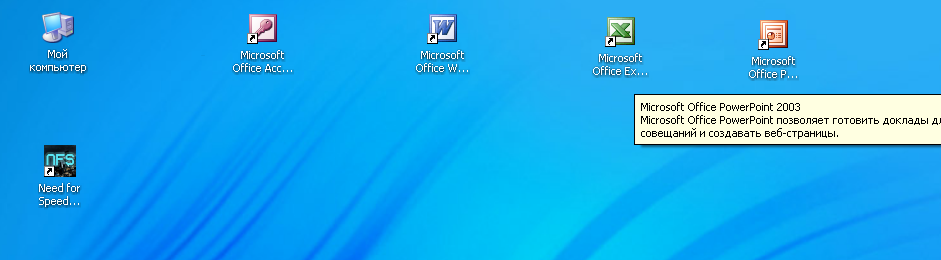 Мой
компьютер
Microsoft
Office Acc...
Microsoft
Office W...
Microsoft
Office Ex...
Microsoft
Office P...
Microsoft Office PowerPoint 2003
Microsoft Office PowerPoint позволяет готовить доклады дл
совещаний и создавать веб-страницы.
NFS
Need for
Speed...